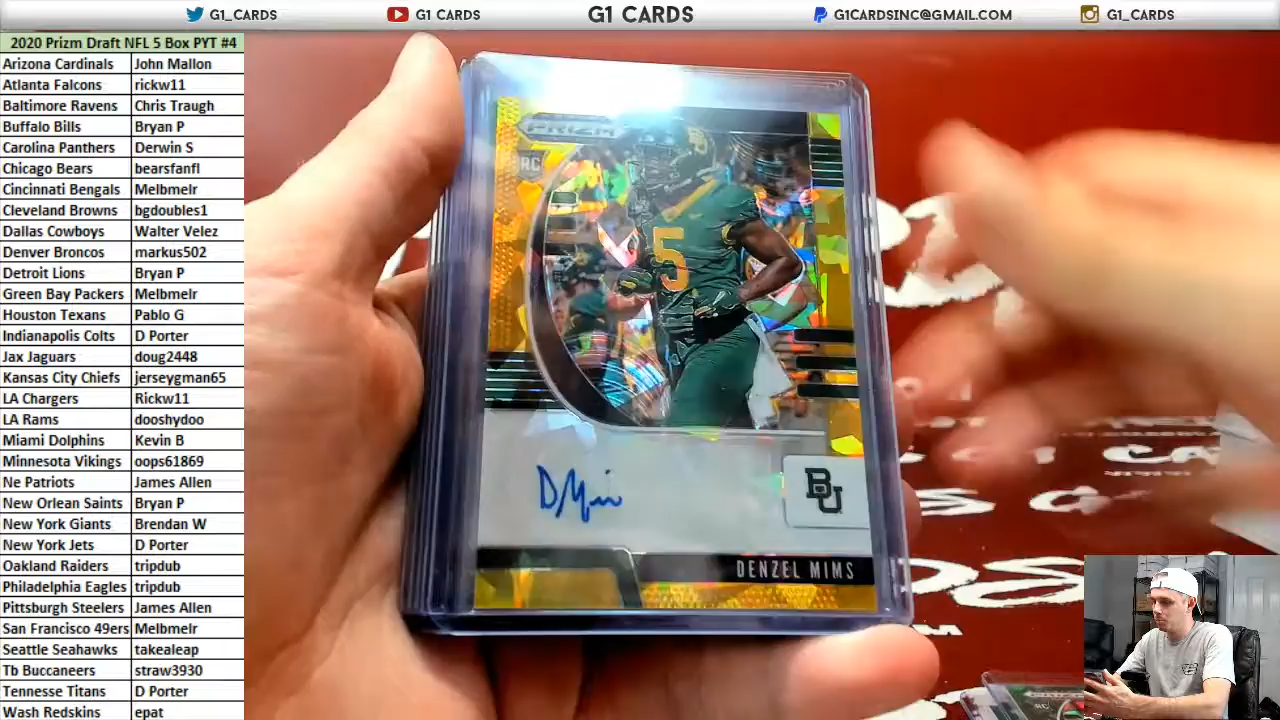 G1_CARDS
G1 CARDS
G1 CARDS
G1CARDSINC@GMAIL.COM
G1_CARDS
2020 Prizm Draft NFL 5 Box PYT #4
Arizona Cardinals John Mallon
Atlanta Falcons rickw11
Baltimore Ravens Chris Traugh
Buffalo Bills Bryan P
Carolina Panthers Derwin S
Chicago Bears bearsfanfl
Cincinnati Bengals Melbmelr
Cleveland Browns bgdoubles1
Dallas Cowboys Walter Velez
Denver Broncos markus502
Detroit Lions Bryan P
Green Bay Packers Melbmelr
Houston Texans Pablo G
Indianapolis Colts D Porter
Jax Jaguars doug2448
Kansas City Chiefs jerseygman65
LA Chargers Rickw11
LA Rams dooshydoo
Miami Dolphins Kevin B
Minnesota Vikings oops61869
Ne Patriots James Allen
New Orlean Saints Bryan P
New York Giants Brendan W
New York Jets D Porter
Oakland Raiders tripdub
Philadelphia Eagles tripdub
Pittsburgh Steelers James Allen
San Francisco 49ers Melbmelr
Seattle Seahawks takealeap
Tb Buccaneers straw3930
Tennesse Titans D Porter
Wash Redskins epat
PRIZM
RC
5
D Mim
BU
DENZEL MIMS
PRIZM
RC